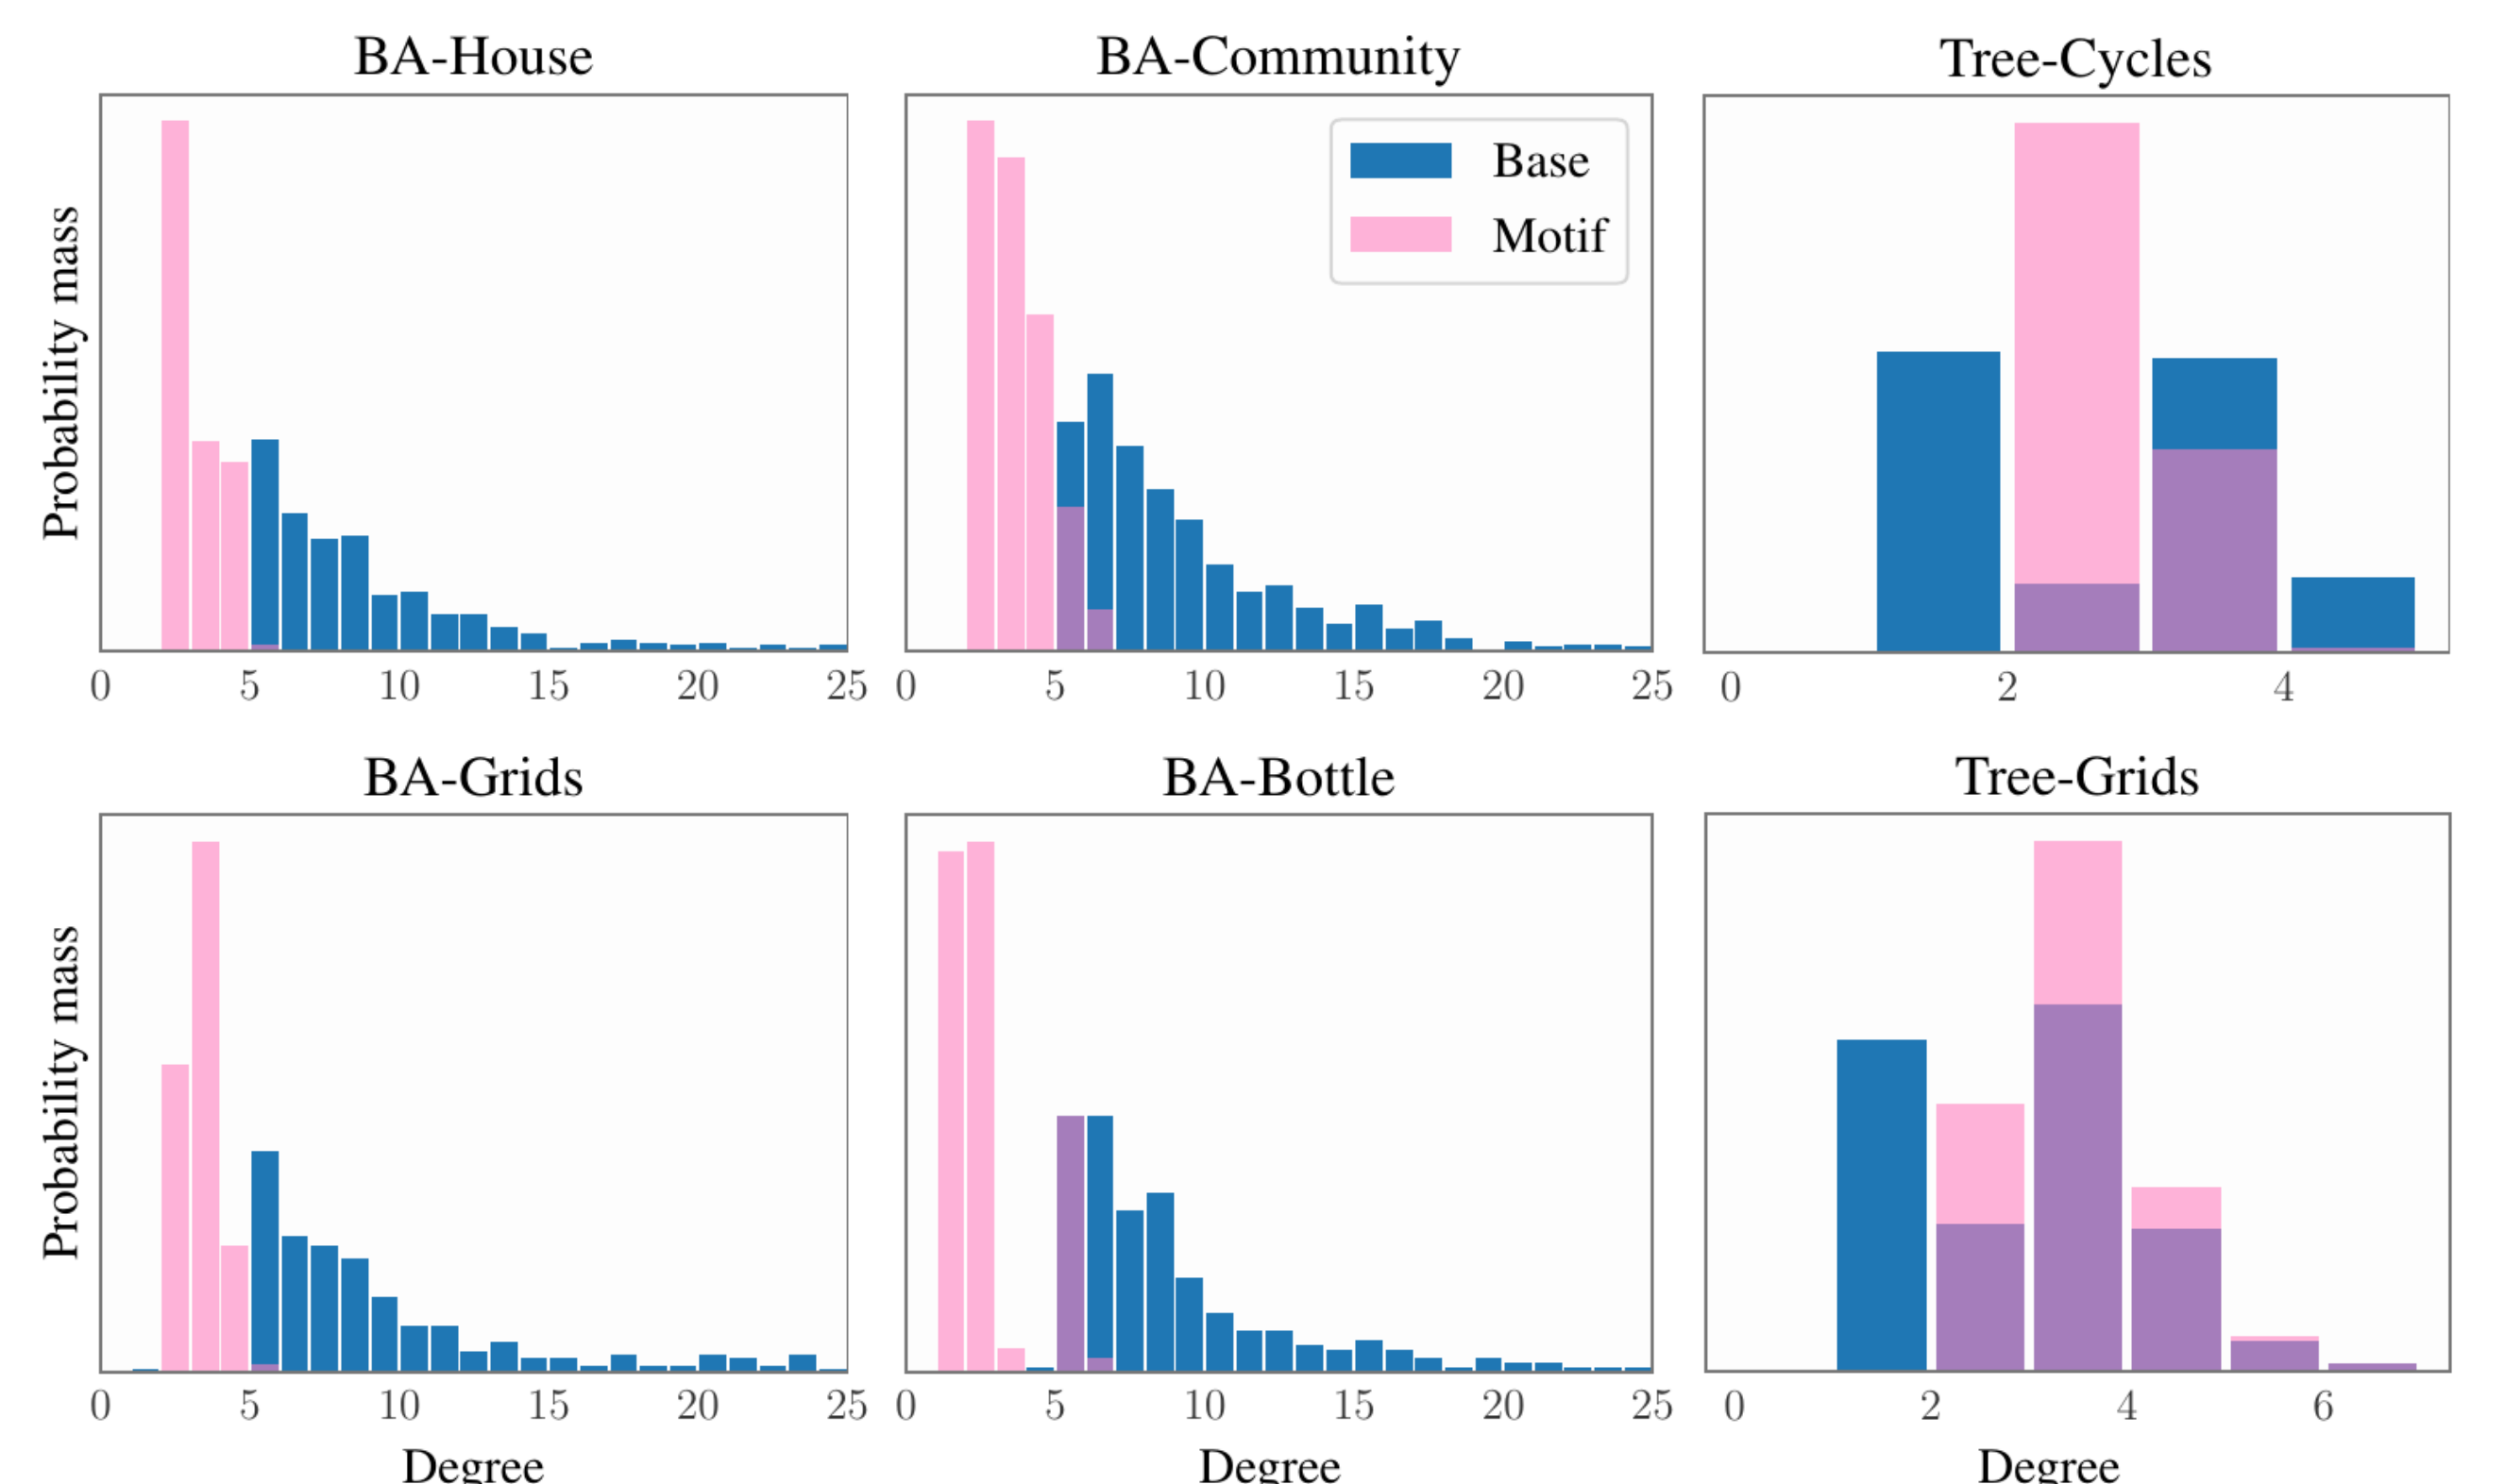 BA-House
BA-Community
Tree-Cycles
Probability mass
Base
Motif
0 5 10 15 20 25
0 5 10 15 20 25
0 2 4
BA-Grids
BA-Bottle
Tree-Grids
Probability mass
0 5 10 15 20 25
0 5 10 15 20 25
0 2 4 6
Degree
Degree
Degree